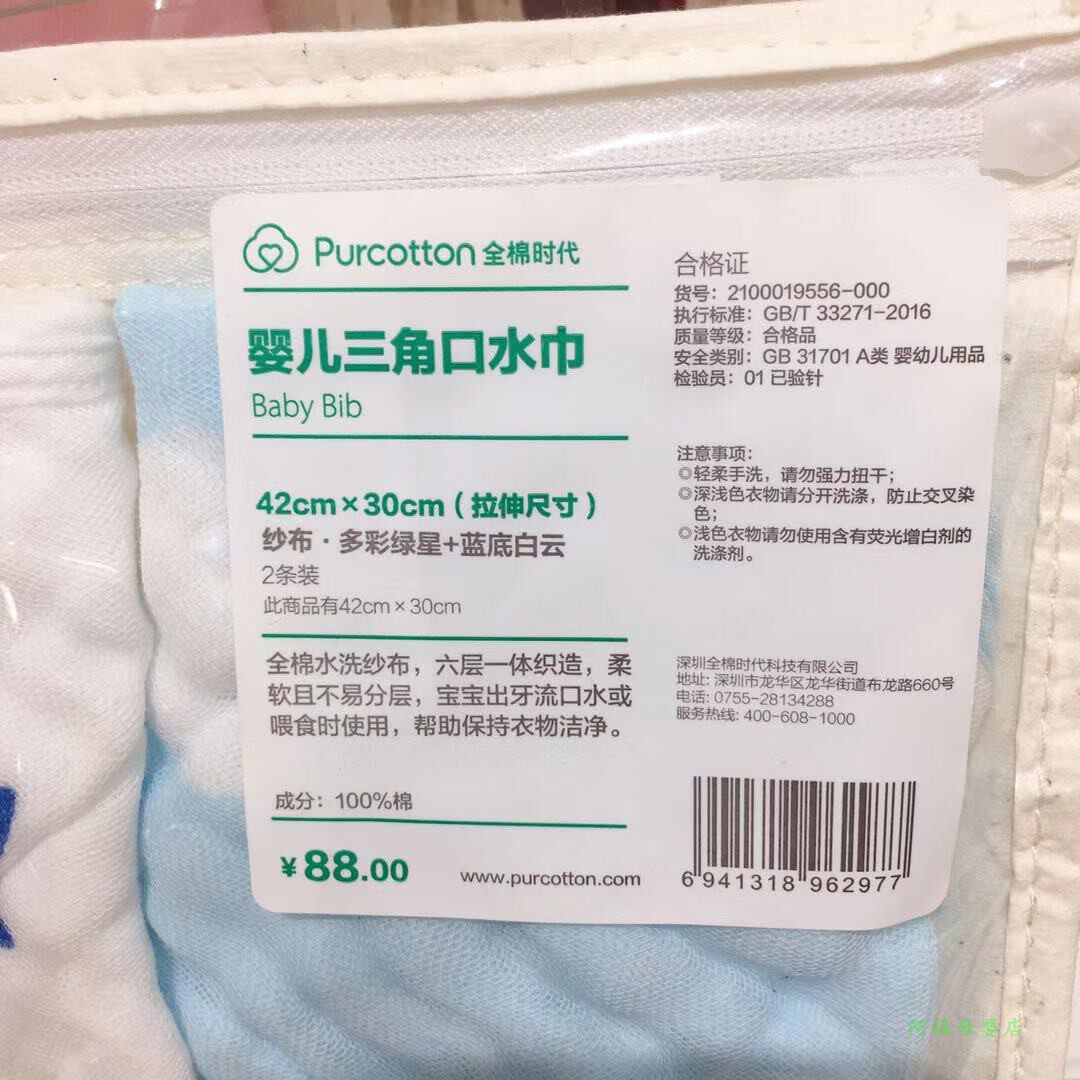 Purcotton 全棉时代
婴儿三角口水巾
Baby Bib
42cm×30cm（拉伸尺寸）
纱布·多彩绿星+蓝底白云
2条装
此商品有42cm×30cm
全棉水洗纱布，六层一体织造，柔
软且不易分层，宝宝出牙流口水或
喂食时使用，帮助保持衣物洁净。
成分：100%棉
¥88.00
www.purcotton.com
合格证
货号：2100019556-000
执行标准：GB/T 33271-2016
质量等级：合格品
安全类别：GB 31701 A类 婴幼儿用品
检验员：01 已验针
注意事项：
◎轻柔手洗，请勿强力扭干；
◎深浅色衣物请分开洗涤，防止交叉染
色；
◎浅色衣物请勿使用含有荧光增白剂的
洗涤剂。
深圳全棉时代科技有限公司
地址: 深圳市龙华区龙华街道布龙路660号
电话: 0755-28134288
服务热线: 400-608-1000
6 941318 962977
阿福母婴店